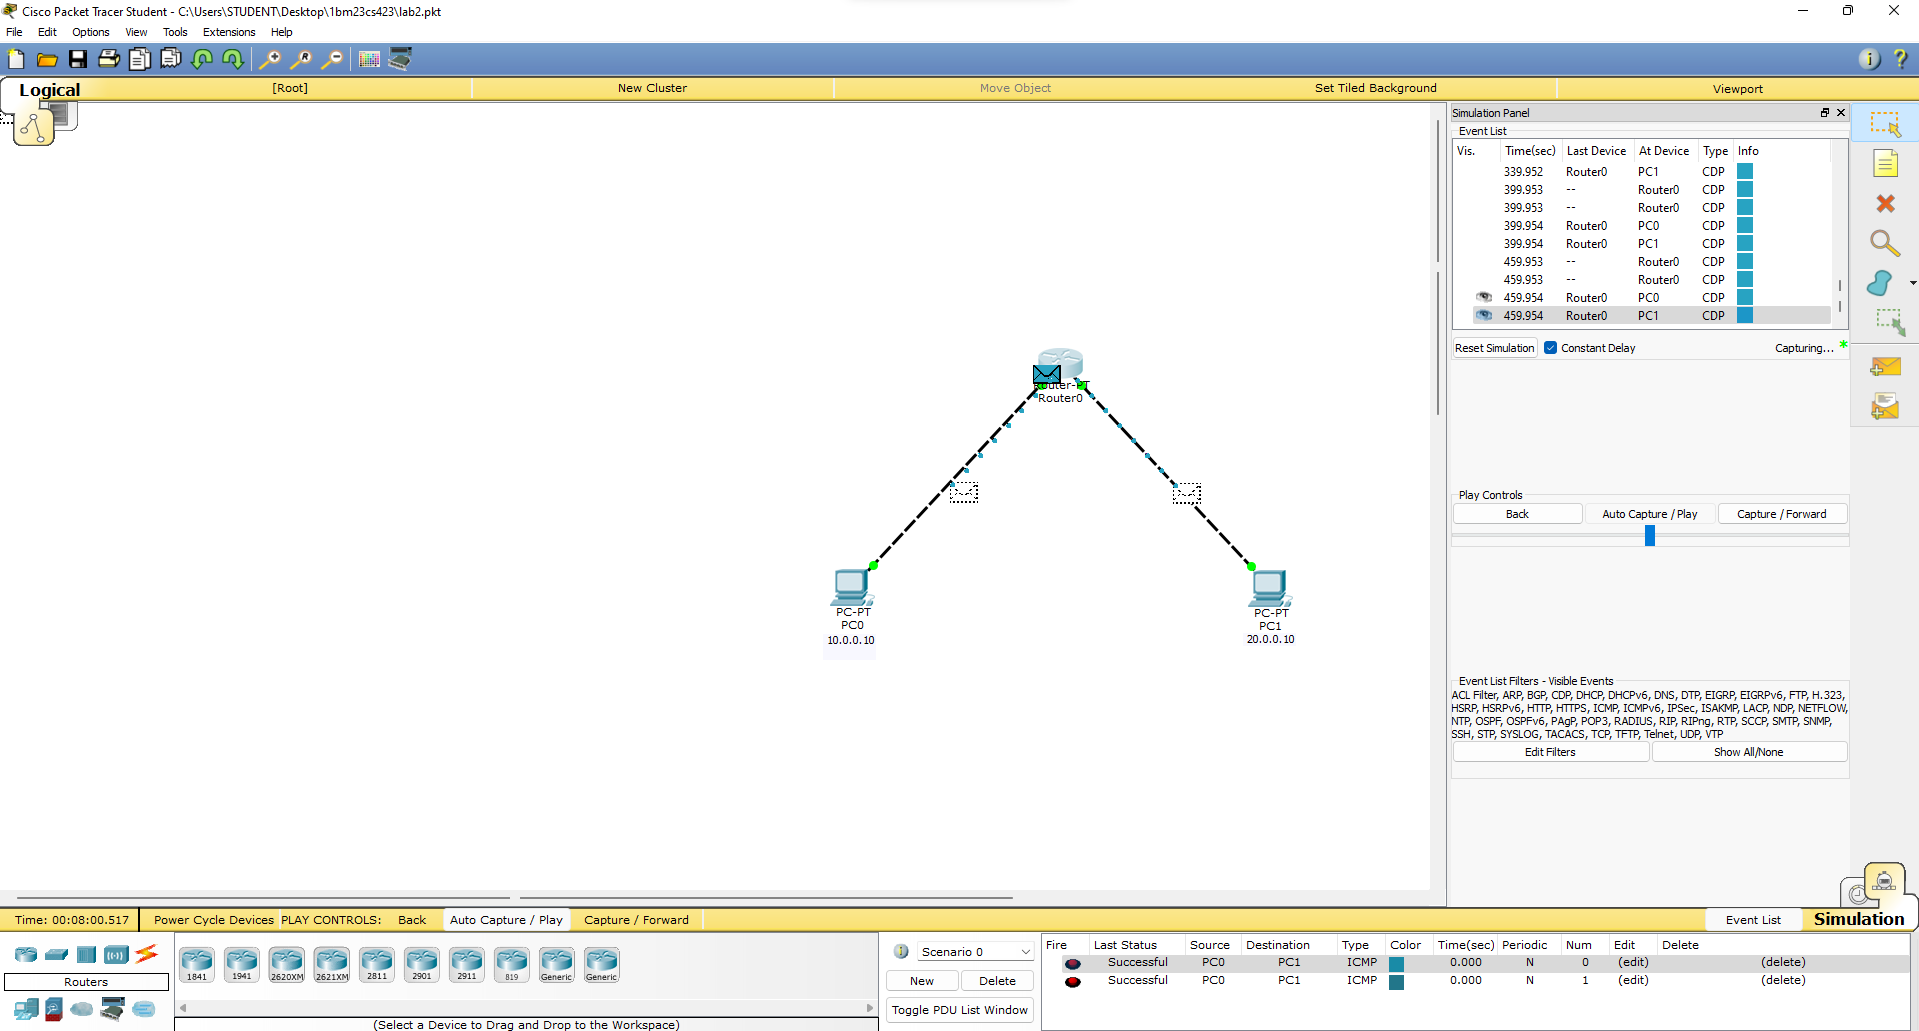 Cisco Packet Tracer Student - C:\Users\STUDENT\Desktop\1bm23cs423\lab2.pkt
File Edit Options View Tools Extensions Help
Logical [Root] New Cluster Move Object Set Tiled Background Viewport
Simulation Panel
Event List
Vis. Time(sec) Last Device At Device Type Info
339.952 Router0 PC1 CDP
399.953 -- Router0 CDP
399.953 -- Router0 CDP
399.954 Router0 PC0 CDP
399.954 Router0 PC1 CDP
459.953 -- Router0 CDP
459.953 -- Router0 CDP
459.954 Router0 PC0 CDP
459.954 Router0 PC1 CDP
Reset Simulation Constant Delay Capturing... *
Router-PT
Router0
Play Controls
Back Auto Capture / Play Capture / Forward
PC-PT
PC0
10.0.0.10
PC-PT
PC1
20.0.0.10
Event List Filters - Visible Events
ACL Filter, ARP, BGP, CDP, DHCP, DHCPv6, DNS, DTP, EIGRP, EIGRPv6, FTP, H.323,
HSRP, HSRPv6, HTTP, HTTPS, ICMP, ICMPv6, IPSec, ISAKMP, LACP, NDP, NETFLOW,
NTP, OSPF, OSPFv6, PAgP, POP3, RADIUS, RIP, RIPng, RTP, SCCP, SMTP, SNMP,
SSH, STP, SYSLOG, TACACS, TCP, TFTP, Telnet, UDP, VTP
Edit Filters Show All/None
Time: 00:08:00.517 Power Cycle Devices PLAY CONTROLS: Back Auto Capture / Play Capture / Forward Event List Simulation
Routers
1841 1941 2620XM 2621XM 2811 2901 2911 819 Generic Generic
(Select a Device to Drag and Drop to the Workspace)
Scenario 0
New Delete
Toggle PDU List Window
Fire Last Status Source Destination Type Color Time(sec) Periodic Num Edit Delete
Successful PC0 PC1 ICMP 0.000 N 0 (edit) (delete)
Successful PC0 PC1 ICMP 0.000 N 1 (edit) (delete)